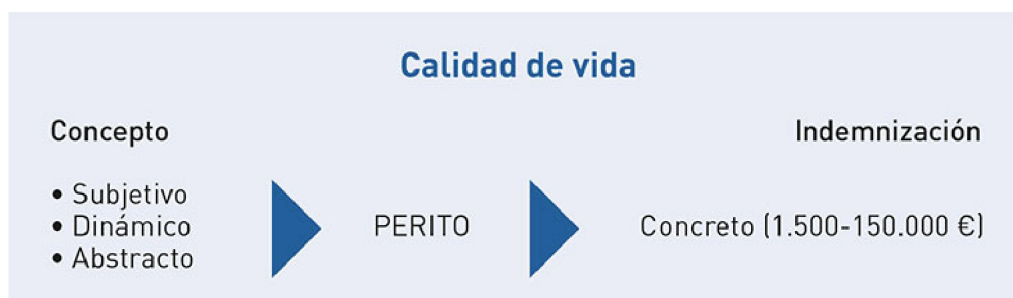 Calidad de vida
Concepto
Indemnización
• Subjetivo
• Dinámico
• Abstracto
PERITO
Concreto (1.500-150.000 €)